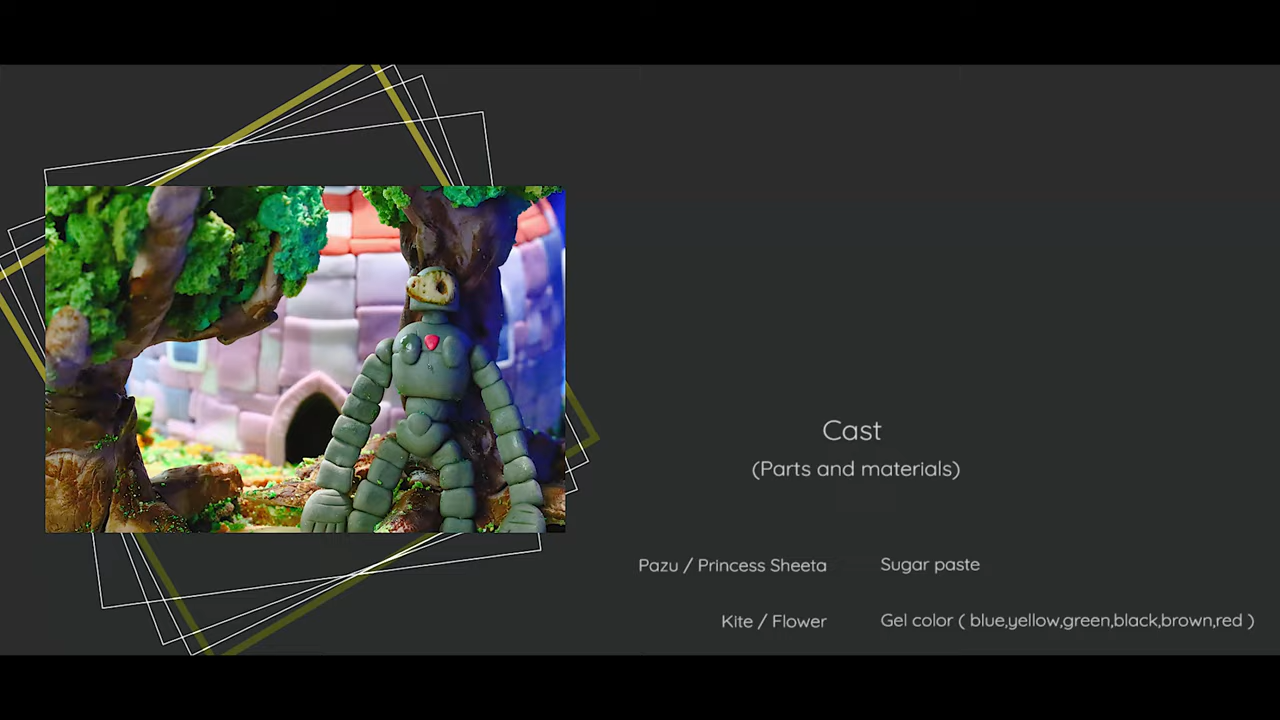 Cast
(Parts and materials)
Pazu / Princess Sheeta Sugar paste
Kite / Flower Gel color ( blue,yellow,green,black,brown,red )